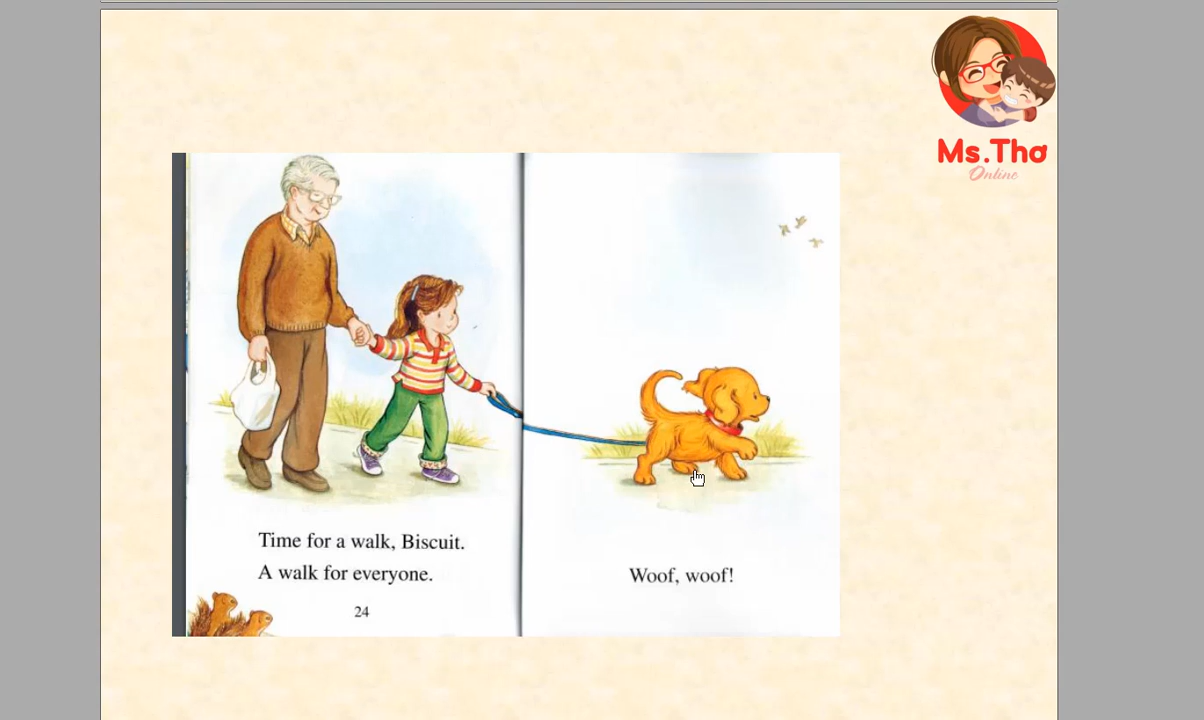 Ms.Thơ
Online
Time for a walk, Biscuit.
A walk for everyone.
24
Woof, woof!